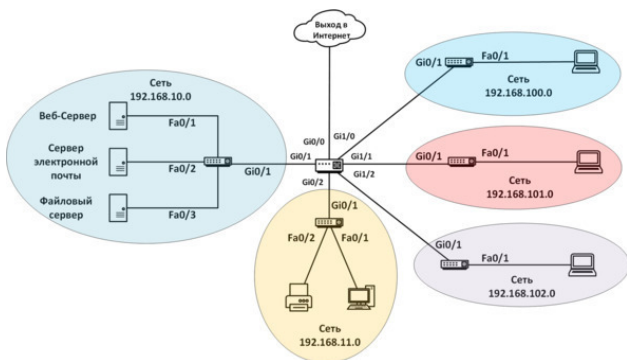 Выход в
Интернет
Сеть
192.168.10.0
Веб-Сервер
Fa0/1
Сервер
электронной
почты
Fa0/2
Файловый
сервер
Fa0/3
Gi0/1
Gi0/0
Gi1/0
Gi0/1
Gi1/1
Gi0/2
Gi1/2
Gi0/1
Fa0/1
Сеть
192.168.100.0
Gi0/1
Fa0/1
Сеть
192.168.101.0
Gi0/1
Fa0/1
Сеть
192.168.102.0
Gi0/1
Fa0/2
Fa0/1
Сеть
192.168.11.0